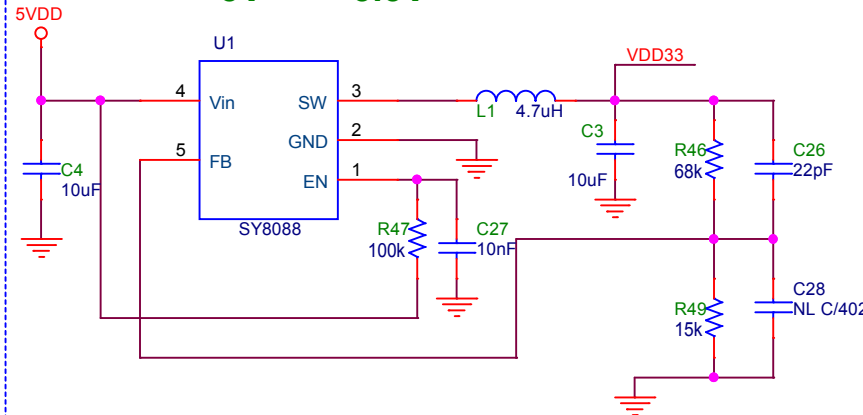 5VDD
U1
VDD33
4 Vin SW 3
L1 4.7uH
GND 2
5 FB
EN 1
C4
10uF
SY8088
C3
10uF
R46
68k
C26
22pF
R47
100k
C27
10nF
R49
15k
C28
NL C/402